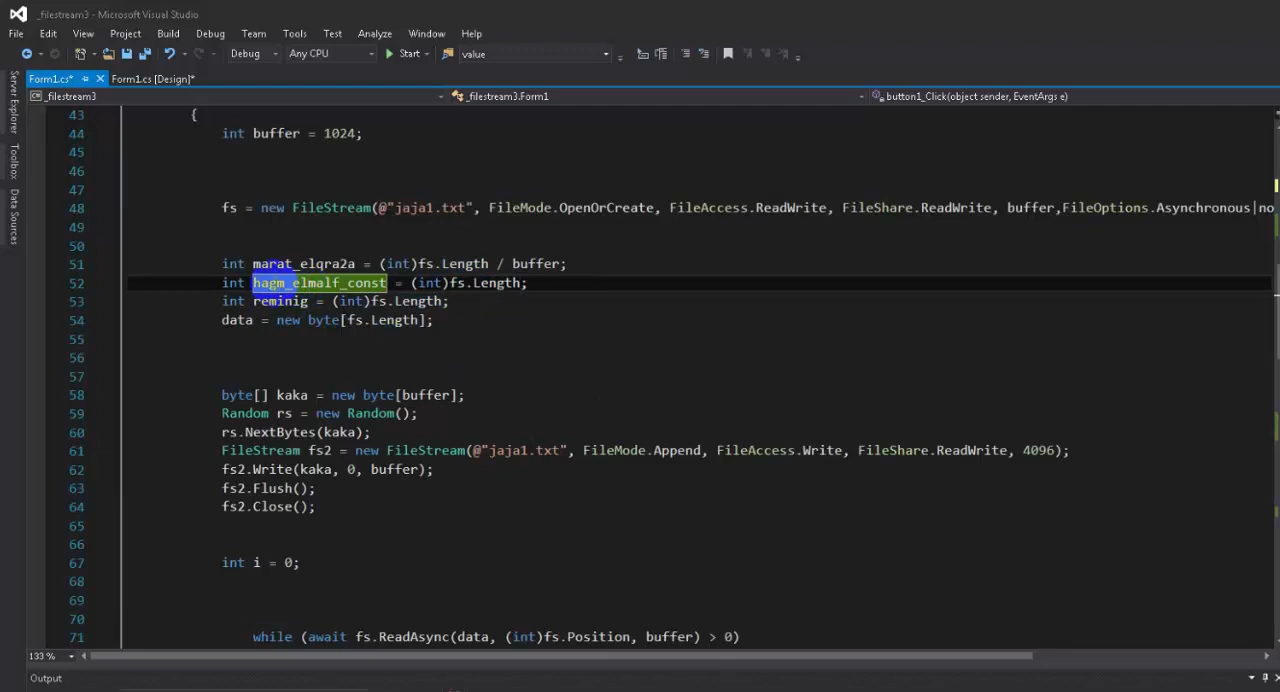 _filestream3 - Microsoft Visual Studio
File Edit View Project Build Debug Team Tools Test Analyze Window Help
Debug Any CPU Start value
Form1.cs* Form1.cs [Design]*
_filestream3 _filestream3.Form1 button1_Click(object sender, EventArgs e)
Server Explorer
Toolbox
Data Sources
43 {
44 int buffer = 1024;
45
46
47
48 fs = new FileStream(@"jaja1.txt", FileMode.OpenOrCreate, FileAccess.ReadWrite, FileShare.ReadWrite, buffer,FileOptions.Asynchronous|no
49
50
51 int marat_elqra2a = (int)fs.Length / buffer;
52 int hagm_elmalf_const = (int)fs.Length;
53 int reminig = (int)fs.Length;
54 data = new byte[fs.Length];
55
56
57
58 byte[] kaka = new byte[buffer];
59 Random rs = new Random();
60 rs.NextBytes(kaka);
61 FileStream fs2 = new FileStream(@"jaja1.txt", FileMode.Append, FileAccess.Write, FileShare.ReadWrite, 4096);
62 fs2.Write(kaka, 0, buffer);
63 fs2.Flush();
64 fs2.Close();
65
66
67 int i = 0;
68
69
70
71 while (await fs.ReadAsync(data, (int)fs.Position, buffer) > 0)
133 %
Output